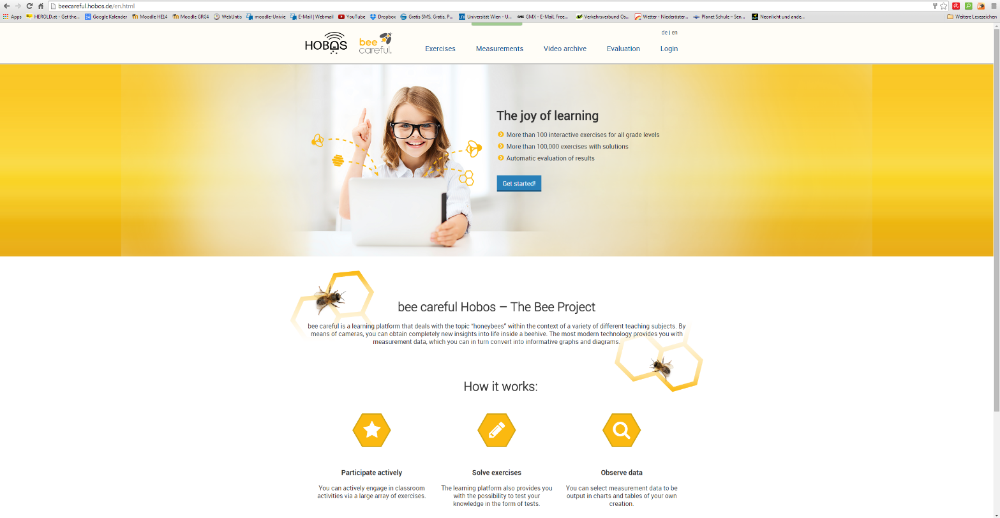 beecareful.hobos.de/en.html
Apps HEROLD.at - Get the... Google Kalender Moodle HE14 Moodle GRG4 WebUntis moodle-Univie E-Mail | Webmail YouTube Dropbox Gratis SMS, Gratis, P... Universität Wien - U... GMX - E-Mail, Free... Verkehrsverbund Os... Wetter - Niederöster... Planet Schule – Sen... Neonlicht und ande... Weitere Lesezeichen
de | en
HOBOS bee careful. Exercises Measurements Video archive Evaluation Login
The joy of learning
More than 100 interactive exercises for all grade levels
More than 100,000 exercises with solutions
Automatic evaluation of results
Get started!
bee careful Hobos – The Bee Project
bee careful is a learning platform that deals with the topic “honeybees” within the context of a variety of different teaching subjects. By
means of cameras, you can obtain completely new insights into life inside a beehive. The most modern technology provides you with
measurement data, which you can in turn convert into informative graphs and diagrams.
How it works:
Participate actively
You can actively engage in classroom
activities via a large array of exercises.
Solve exercises
The learning platform also provides you
with the possibility to test your
knowledge in the form of tests.
Observe data
You can select measurement data to be
output in charts and tables of your own
creation.